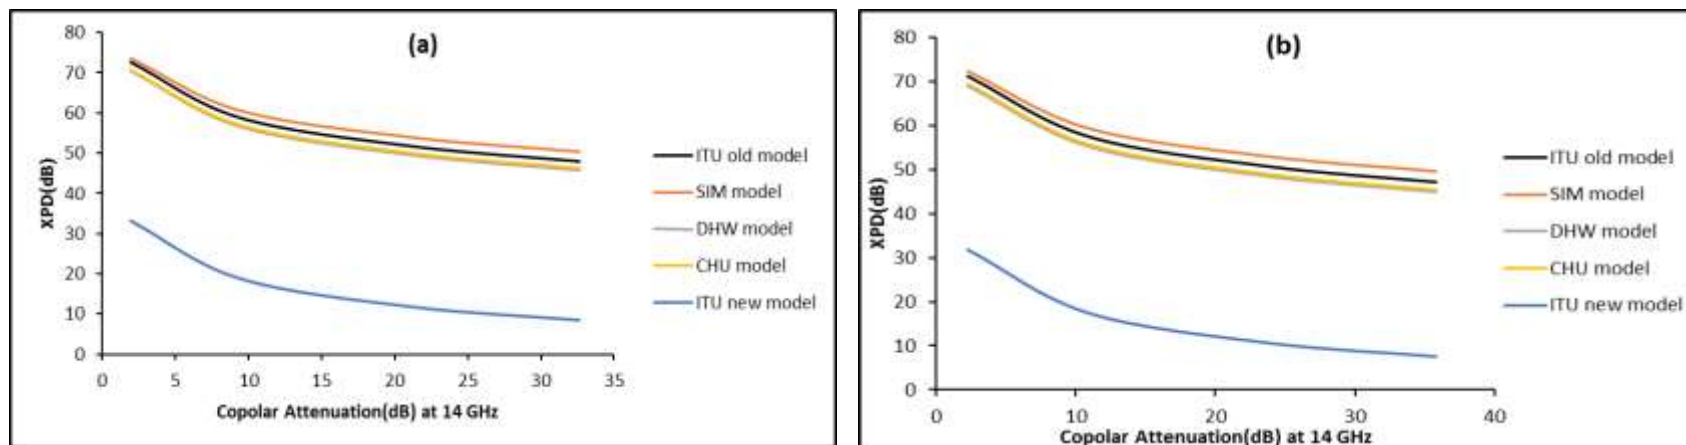 (a)
80
70
60
50
40
30
20
10
0
XPD(dB)
0 5 10 15 20 25 30 35
Copolar Attenuation(dB) at 14 GHz
ITU old model
SIM model
DHW model
CHU model
ITU new model
(b)
80
70
60
50
40
30
20
10
0
XPD(dB)
0 10 20 30 40
Copolar Attenuation(dB) at 14 GHz
ITU old model
SIM model
DHW model
CHU model
ITU new model